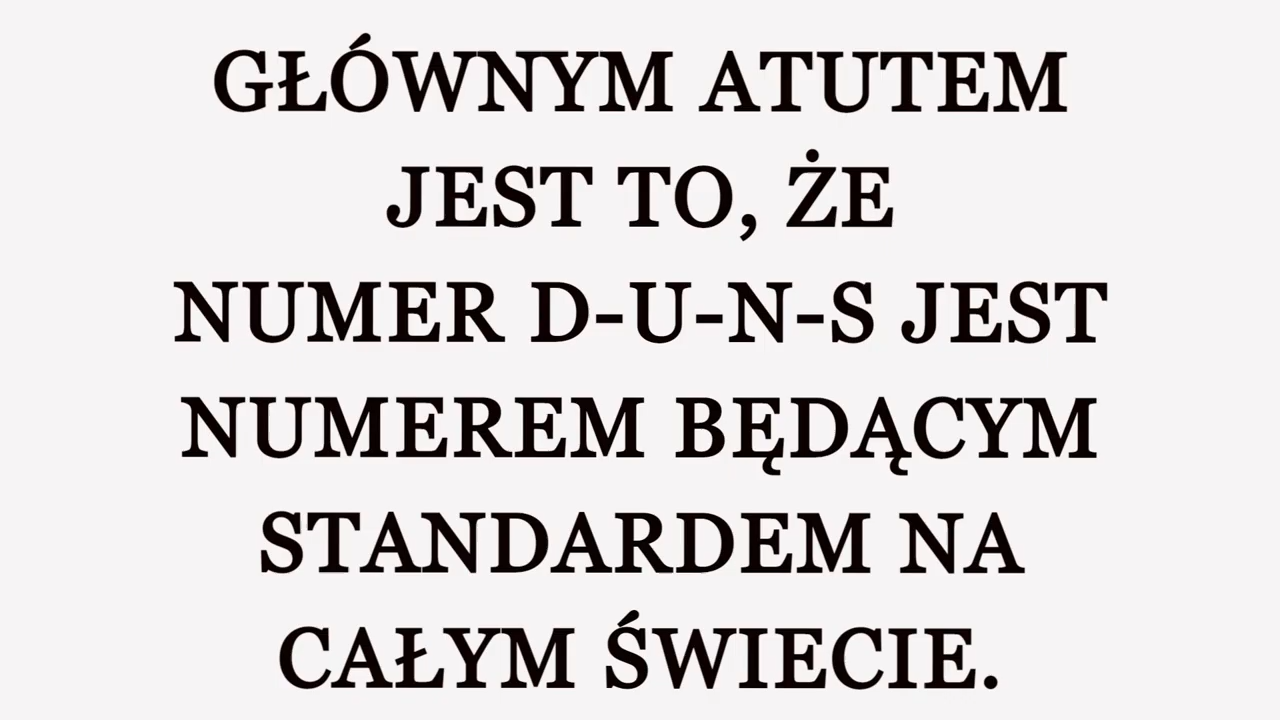 GŁÓWNYM ATUTEM
JEST TO, ŻE
NUMER D-U-N-S JEST
NUMEREM BĘDĄCYM
STANDARDEM NA
CAŁYM ŚWIECIE.